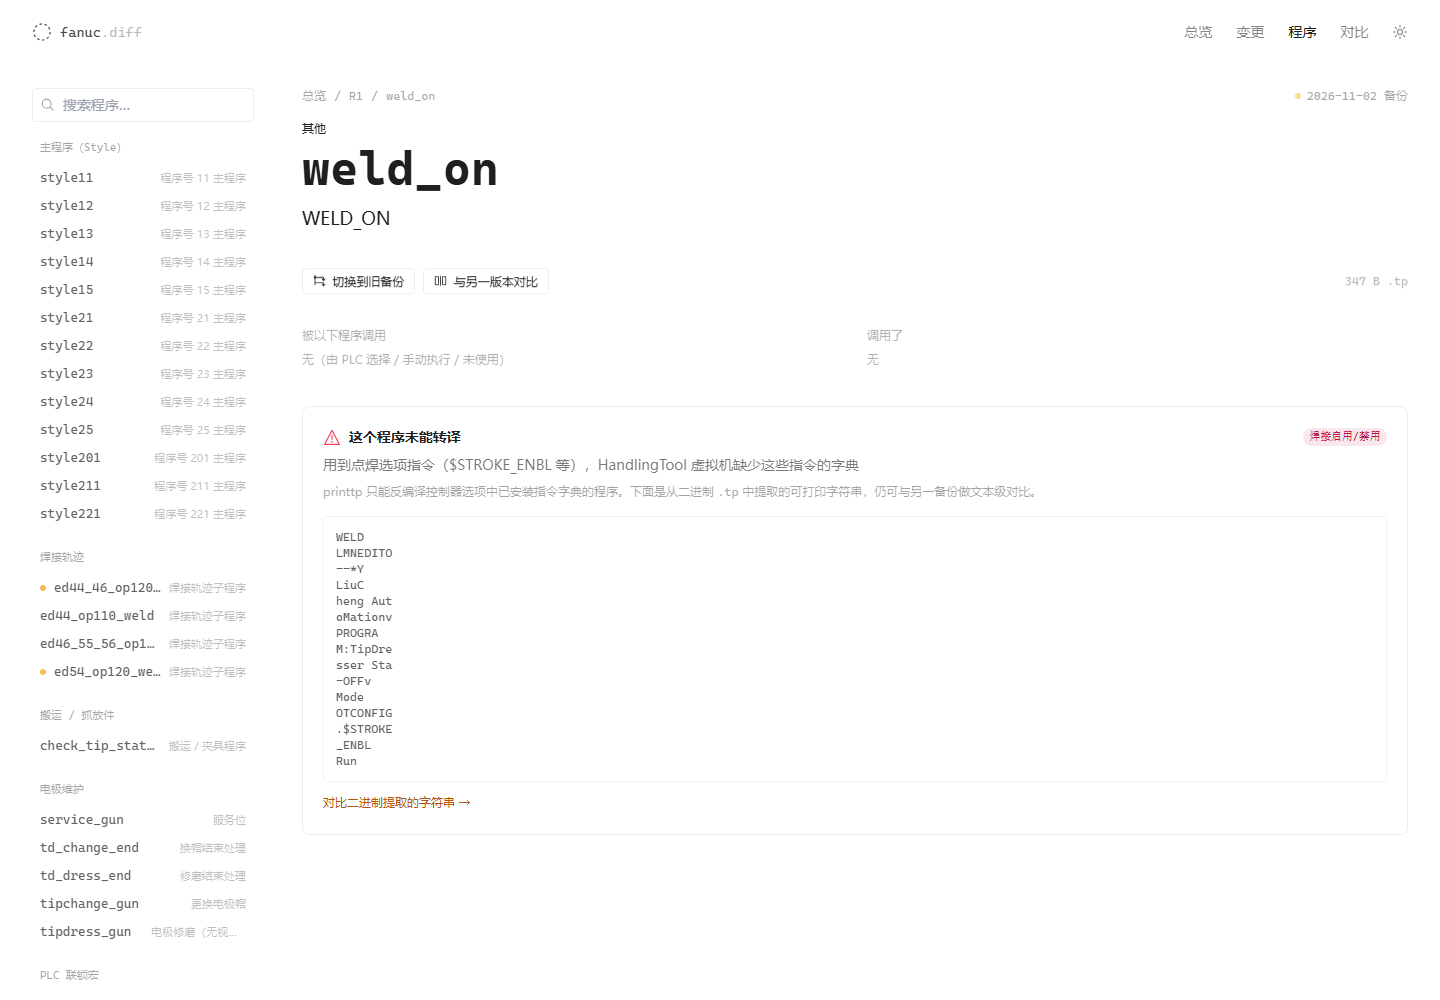 fanuc.diff
总览 变更 程序 对比
搜索程序...
主程序 (Style)
style11 程序号 11 主程序
style12 程序号 12 主程序
style13 程序号 13 主程序
style14 程序号 14 主程序
style15 程序号 15 主程序
style21 程序号 21 主程序
style22 程序号 22 主程序
style23 程序号 23 主程序
style24 程序号 24 主程序
style25 程序号 25 主程序
style201 程序号 201 主程序
style211 程序号 211 主程序
style221 程序号 221 主程序
焊接轨迹
ed44_46_op120… 焊接轨迹子程序
ed44_op110_weld 焊接轨迹子程序
ed46_55_56_op1… 焊接轨迹子程序
ed54_op120_we… 焊接轨迹子程序
搬运 / 抓放件
check_tip_stat… 搬运 / 夹具程序
电极维护
service_gun 服务位
td_change_end 换帽结束处理
td_dress_end 修磨结束处理
tipchange_gun 更换电极帽
tipdress_gun 电极修磨（无视…
PLC 联锁宏
总览 / R1 / weld_on
2026-11-02 备份
其他
weld_on
WELD_ON
切换到旧备份 与另一版本对比
347 B .tp
被以下程序调用
无（由 PLC 选择 / 手动执行 / 未使用）
调用了
无
这个程序未能转译
焊接启用/禁用
用到点焊选项指令（$STROKE_ENBL 等），HandlingTool 虚拟机缺少这些指令的字典
printtp 只能反编译控制器选项中已安装指令字典的程序。下面是从二进制 .tp 中提取的可打印字符串，仍可与另一备份做文本级对比。
WELD
LMNEDITO
--*Y
LiuC
heng Aut
oMationv
PROGRA
M:TipDre
sser Sta
-OFFv
Mode
OTCONFIG
.$STROKE
_ENBL
Run
对比二进制提取的字符串 →